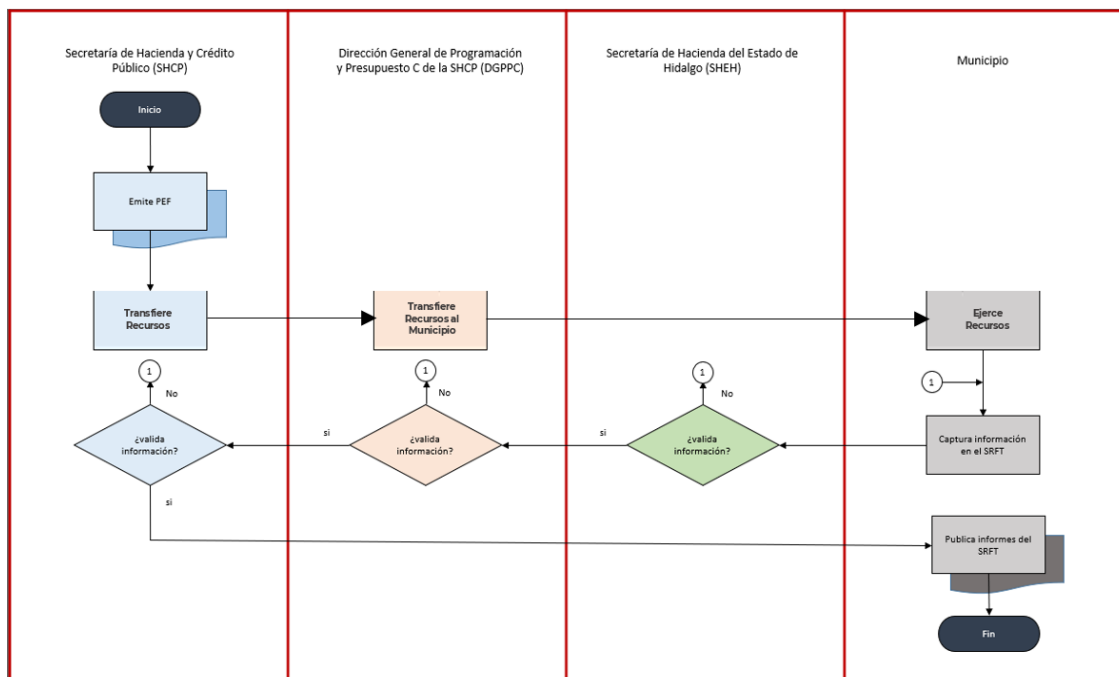 Secretaría de Hacienda y Crédito
Público (SHCP)
Dirección General de Programación
y Presupuesto C de la SHCP (DGPPC)
Secretaría de Hacienda del Estado de
Hidalgo (SHEH)
Municipio
Inicio
Emite PEF
Transfiere
Recursos
Transfiere
Recursos al
Municipio
Ejerce
Recursos
1
No
1
No
1
No
1
¿valida
información?
si
¿valida
información?
si
¿valida
información?
Captura información
en el SRFT
si
Publica informes del
SRFT
Fin